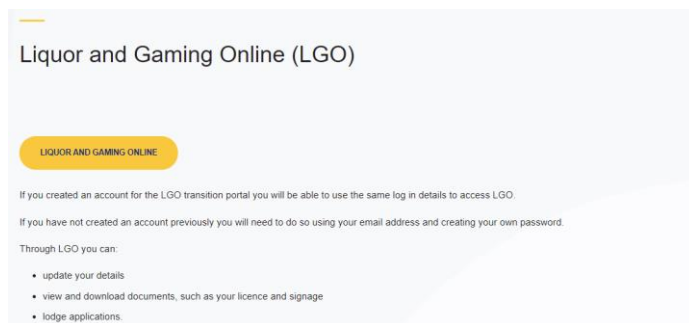 Liquor and Gaming Online (LGO)
LIQUOR AND GAMING ONLINE
If you created an account for the LGO transition portal you will be able to use the same log in details to access LGO.
If you have not created an account previously you will need to do so using your email address and creating your own password.
Through LGO you can:
• update your details
• view and download documents, such as your licence and signage
• lodge applications.